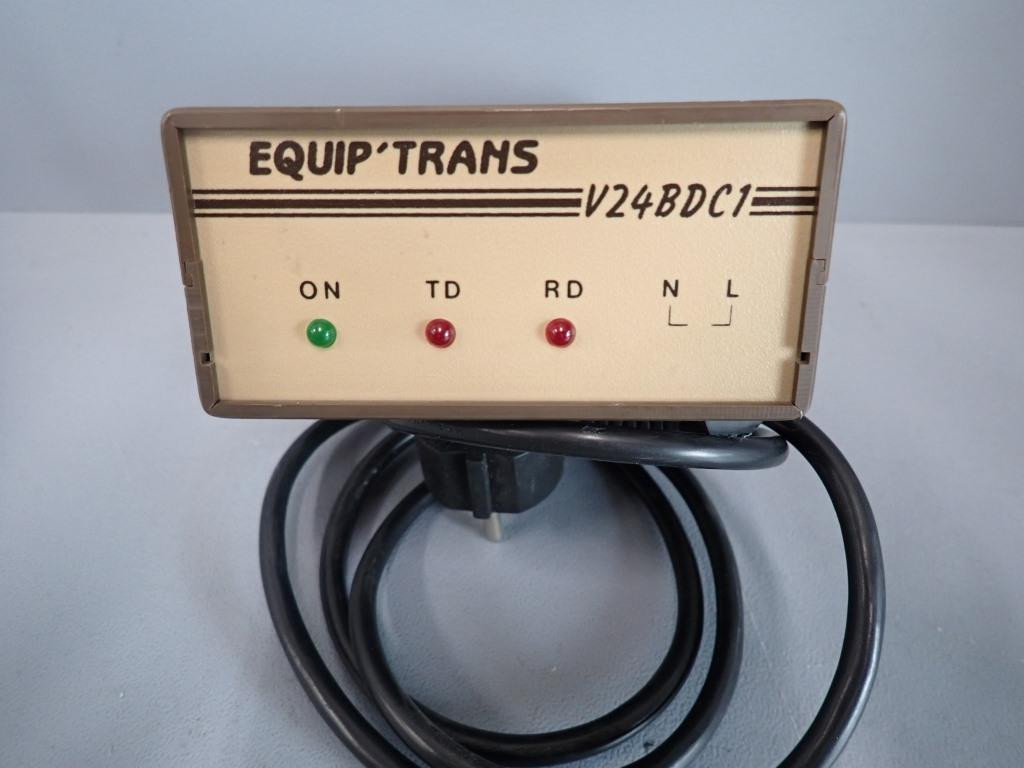 EQUIP'TRANS
V24BDC1
ON TD RD N L